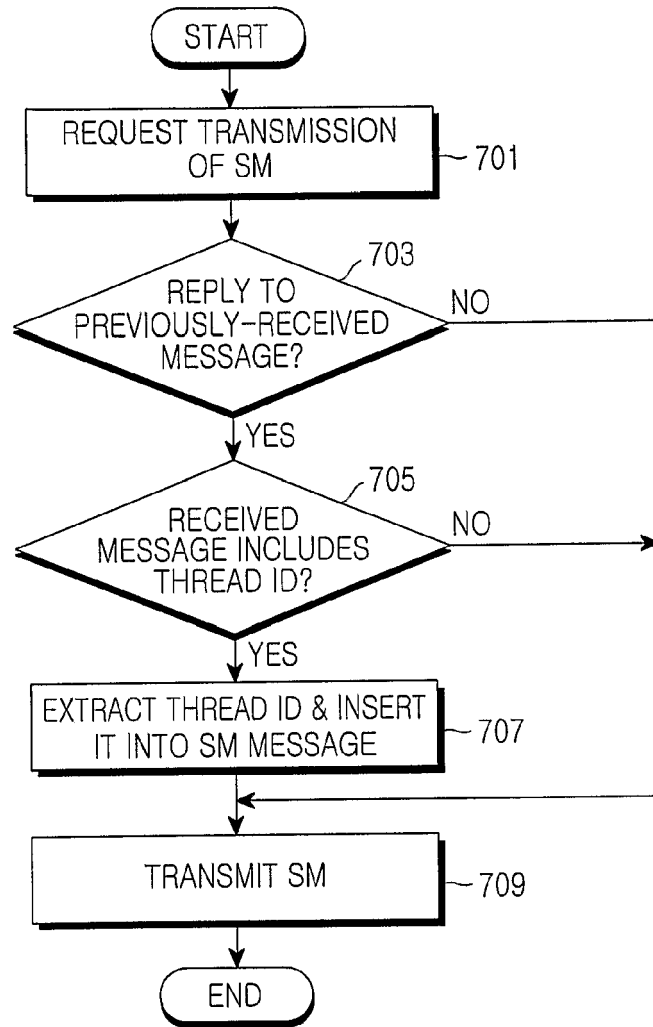 START
REQUEST TRANSMISSION
OF SM
701
703
REPLY TO
PREVIOUSLY-RECEIVED
MESSAGE?
NO
YES
705
RECEIVED
MESSAGE INCLUDES
THREAD ID?
NO
YES
EXTRACT THREAD ID & INSERT
IT INTO SM MESSAGE
707
TRANSMIT SM
709
END